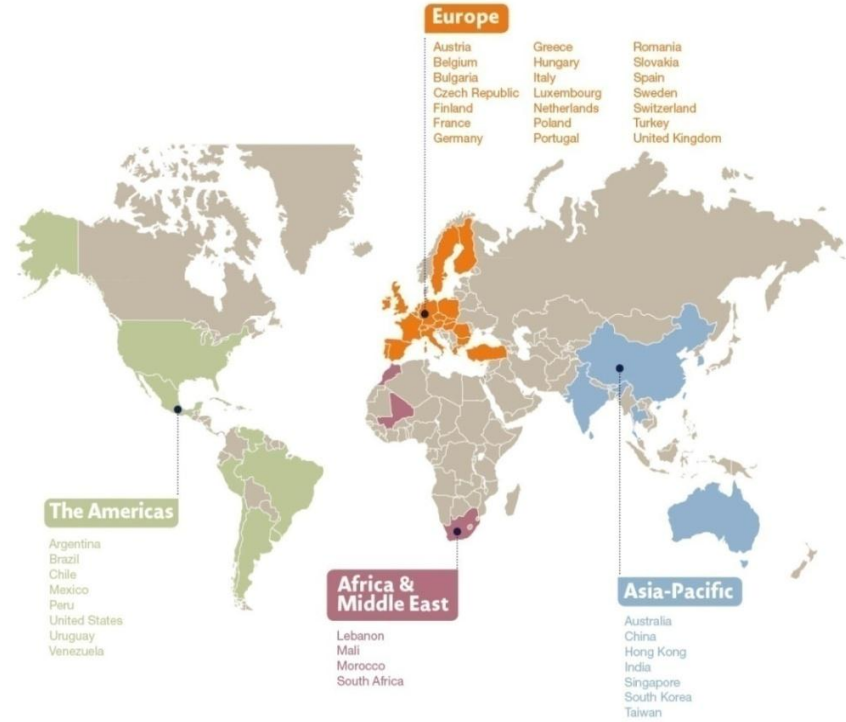 Europe
Austria
Belgium
Bulgaria
Czech Republic
Finland
France
Germany
Greece
Hungary
Italy
Luxembourg
Netherlands
Poland
Portugal
Romania
Slovakia
Spain
Sweden
Switzerland
Turkey
United Kingdom
The Americas
Argentina
Brazil
Chile
Mexico
Peru
United States
Uruguay
Venezuela
Africa &
Middle East
Lebanon
Mali
Morocco
South Africa
Asia-Pacific
Australia
China
Hong Kong
India
Singapore
South Korea
Taiwan